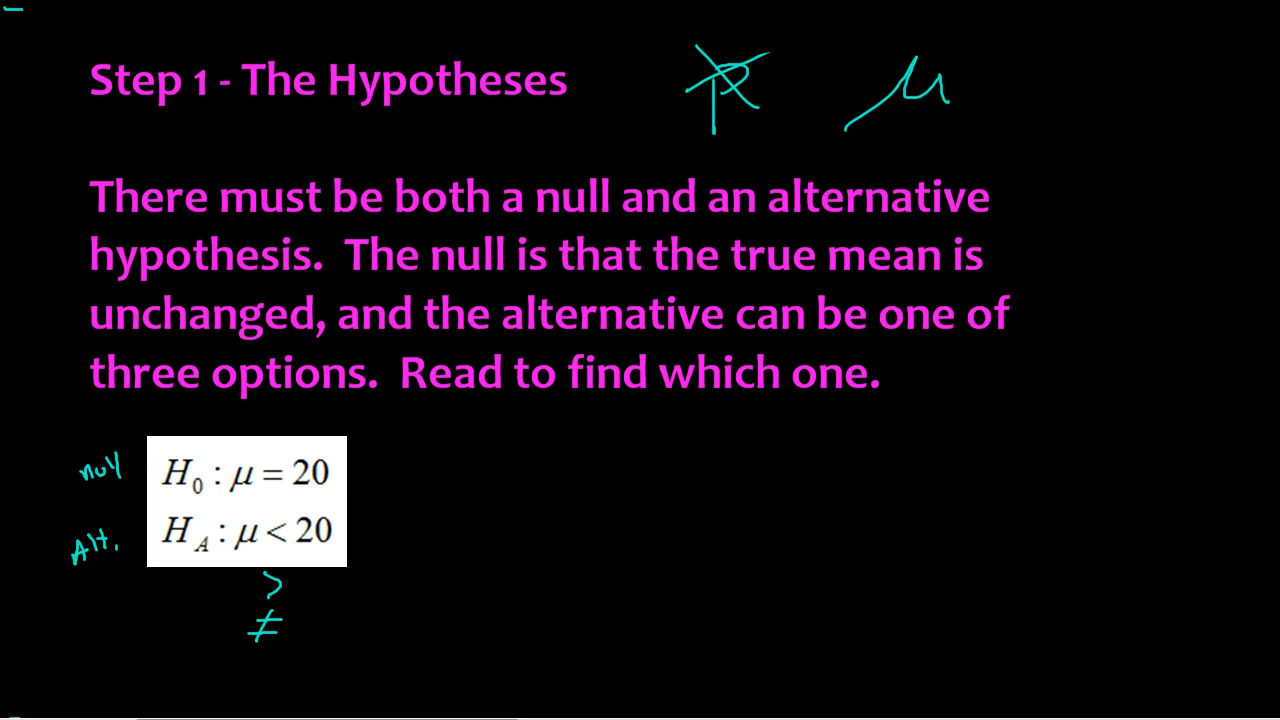 Step 1 - The Hypotheses
μ
There must be both a null and an alternative
hypothesis. The null is that the true mean is
unchanged, and the alternative can be one of
three options. Read to find which one.
null H₀ : μ = 20
Alt. H_A : μ < 20
>
≠